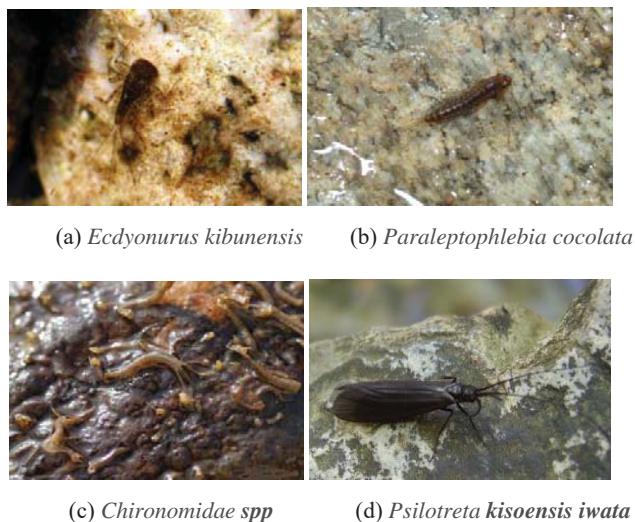 (a) Ecdyonurus kibunensis
(b) Paraleptophlebia cocolata
(c) Chironomidae spp
(d) Psilotreta kisoensis iwata